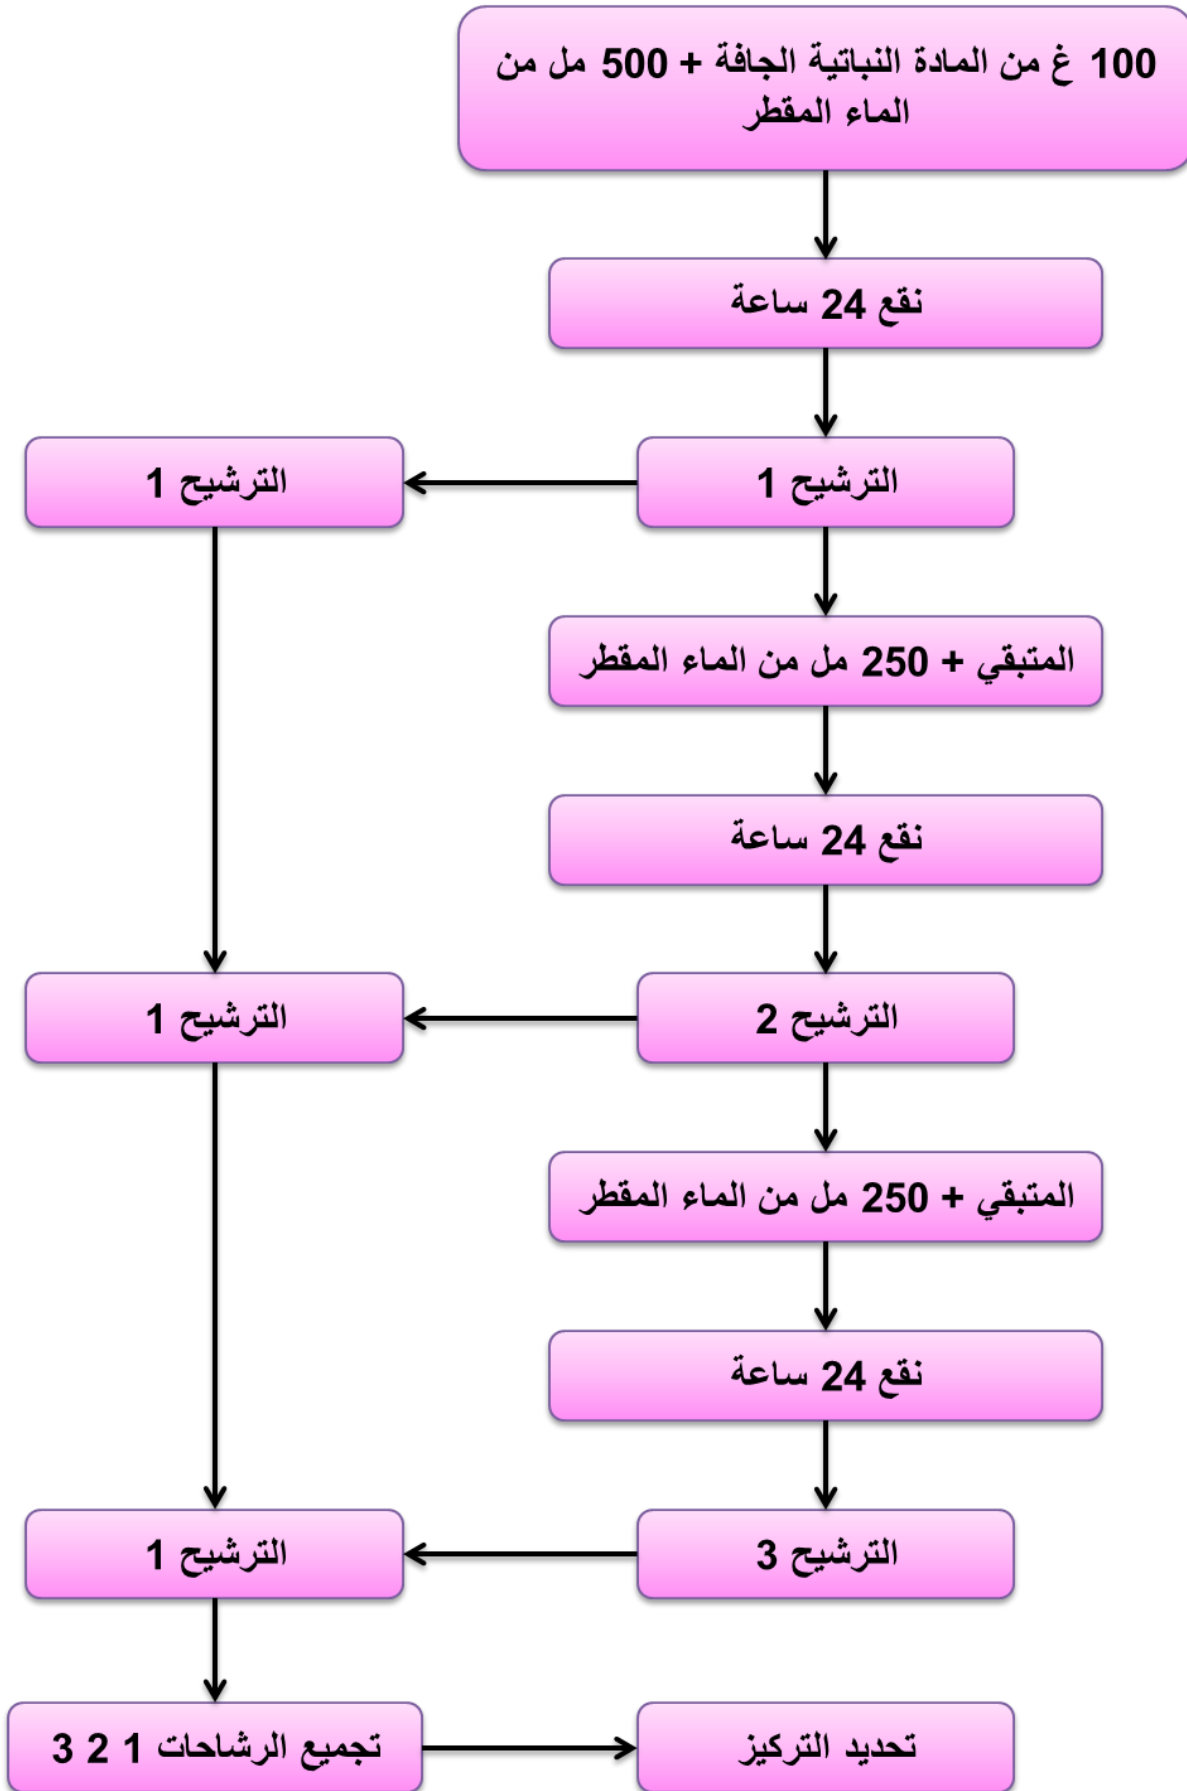 100 غ من المادة النباتية الجافة + 500 مل من
الماء المقطر
نقع 24 ساعة
الترشيح 1
الترشيح 1
المتبقي + 250 مل من الماء المقطر
نقع 24 ساعة
الترشيح 2
الترشيح 1
المتبقي + 250 مل من الماء المقطر
نقع 24 ساعة
الترشيح 3
الترشيح 1
تجميع الرشاحات 1 2 3
تحديد التركيز